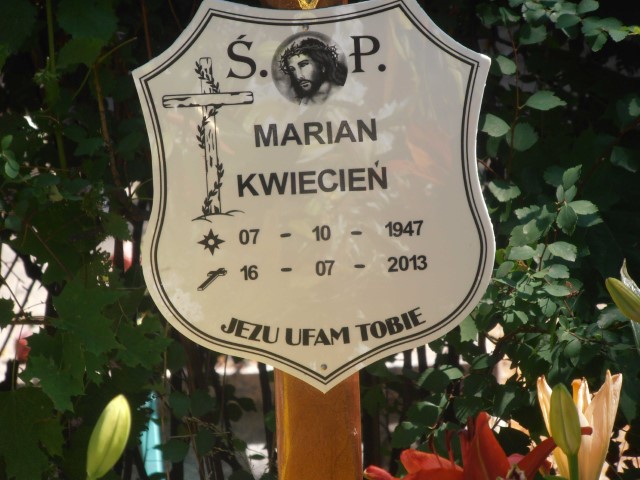 Ś. P.
MARIAN
KWIECIEŃ
07 - 10 - 1947
16 - 07 - 2013
JEZU UFAM TOBIE